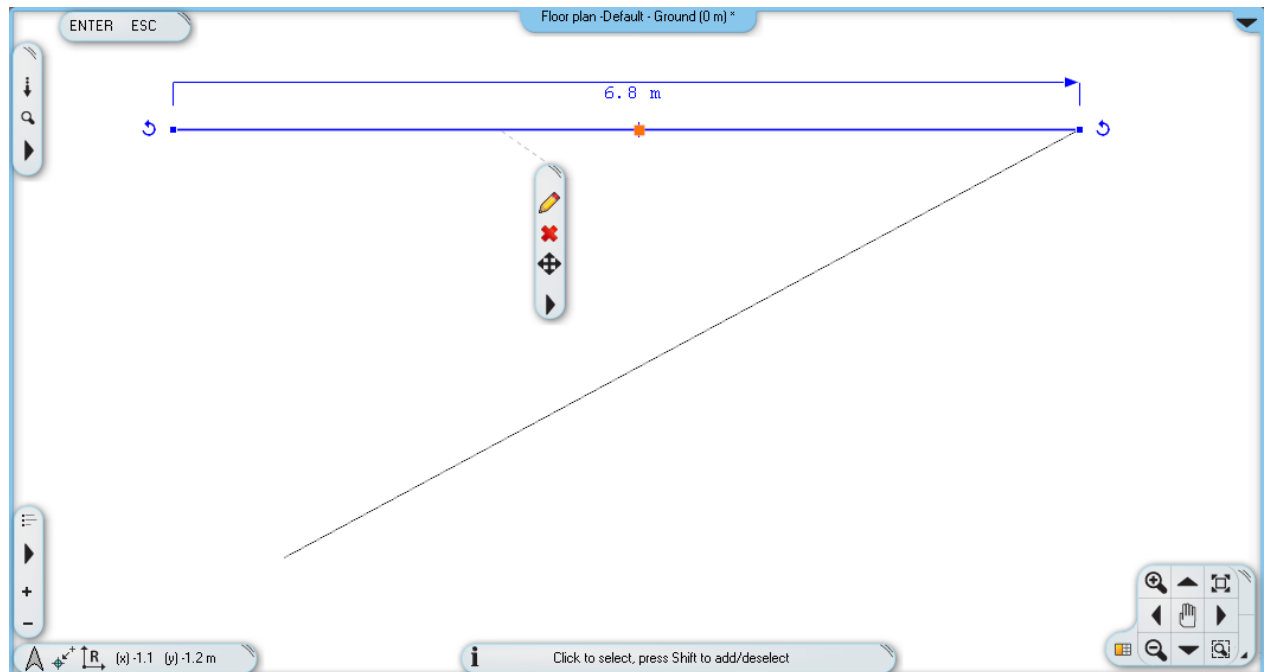 Floor plan -Default - Ground (0 m) *
ENTER ESC
6.8 m
R (x) -1.1 (y) -1.2 m
i Click to select, press Shift to add/deselect